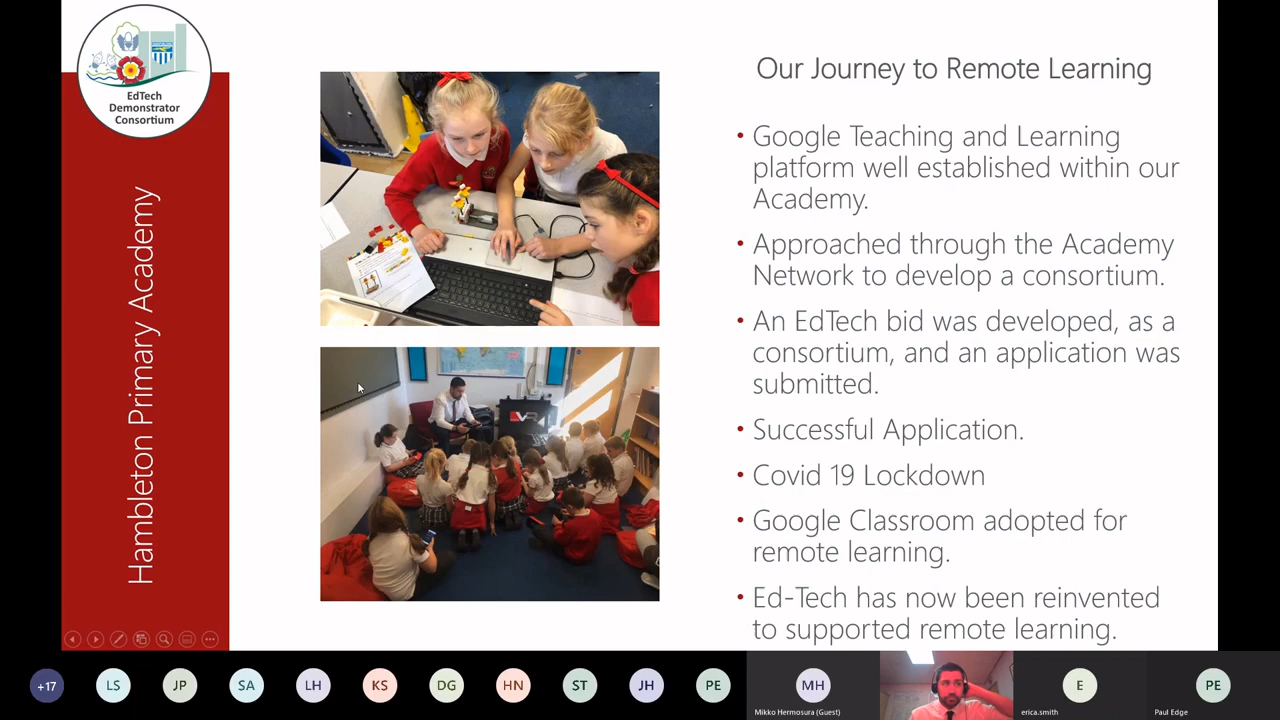 EdTech
Demonstrator
Consortium
Hambleton Primary Academy
Our Journey to Remote Learning
• Google Teaching and Learning
platform well established within our
Academy.
• Approached through the Academy
Network to develop a consortium.
• An EdTech bid was developed, as a
consortium, and an application was
submitted.
• Successful Application.
• Covid 19 Lockdown
• Google Classroom adopted for
remote learning.
• Ed-Tech has now been reinvented
to supported remote learning.
+17
LS
JP
SA
LH
KS
DG
HN
ST
JH
PE
MH
E
PE
Mikko Hermosura (Guest)
erica.smith
Paul Edge